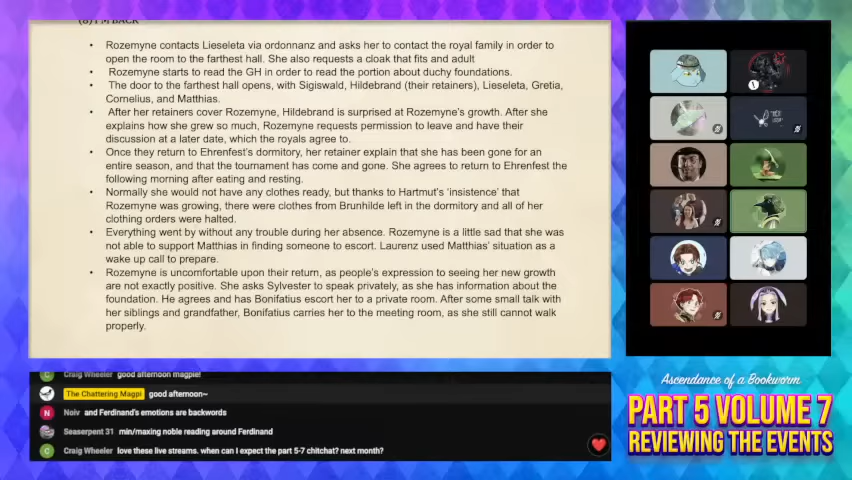 (8) I'M BACK
• Rozemyne contacts Lieseleta via ordonnanz and asks her to contact the royal family in order to
open the room to the farthest hall. She also requests a cloak that fits and adult
• Rozemyne starts to read the GH in order to read the portion about duchy foundations.
• The door to the farthest hall opens, with Sigiswald, Hildebrand (their retainers), Lieseleta, Gretia,
Cornelius, and Matthias.
• After her retainers cover Rozemyne, Hildebrand is surprised at Rozemyne's growth. After she
explains how she grew so much, Rozemyne requests permission to leave and have their
discussion at a later date, which the royals agree to.
• Once they return to Ehrenfest's dormitory, her retainer explain that she has been gone for an
entire season, and that the tournament has come and gone. She agrees to return to Ehrenfest the
following morning after eating and resting.
• Normally she would not have any clothes ready, but thanks to Hartmut's 'insistence' that
Rozemyne was growing, there were clothes from Brunhilde left in the dormitory and all of her
clothing orders were halted.
• Everything went by without any trouble during her absence. Rozemyne is a little sad that she was
not able to support Matthias in finding someone to escort. Laurenz used Matthias' situation as a
wake up call to prepare.
• Rozemyne is uncomfortable upon their return, as people's expression to seeing her new growth
are not exactly positive. She asks Sylvester to speak privately, as she has information about the
foundation. He agrees and has Bonifatius escort her to a private room. After some small talk with
her siblings and grandfather, Bonifatius carries her to the meeting room, as she still cannot walk
properly.
C Craig Wheeler good afternoon magpie!
The Chattering Magpi good afternoon~
N Noiv and Ferdinand's emotions are backwords
Seaserpent 31 min/maxing noble reading around Ferdinand
C Craig Wheeler love these live streams. when can I expect the part 5-7 chitchat? next month?
Ascendance of a Bookworm
PART 5 VOLUME 7
REVIEWING THE EVENTS